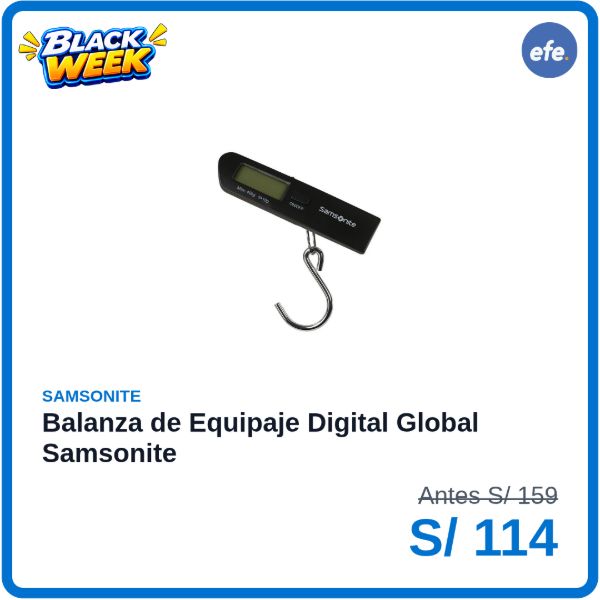 BLACK
WEEK
efe.
Samsonite
SAMSONITE
Balanza de Equipaje Digital Global
Samsonite
Antes S/ 159
S/ 114